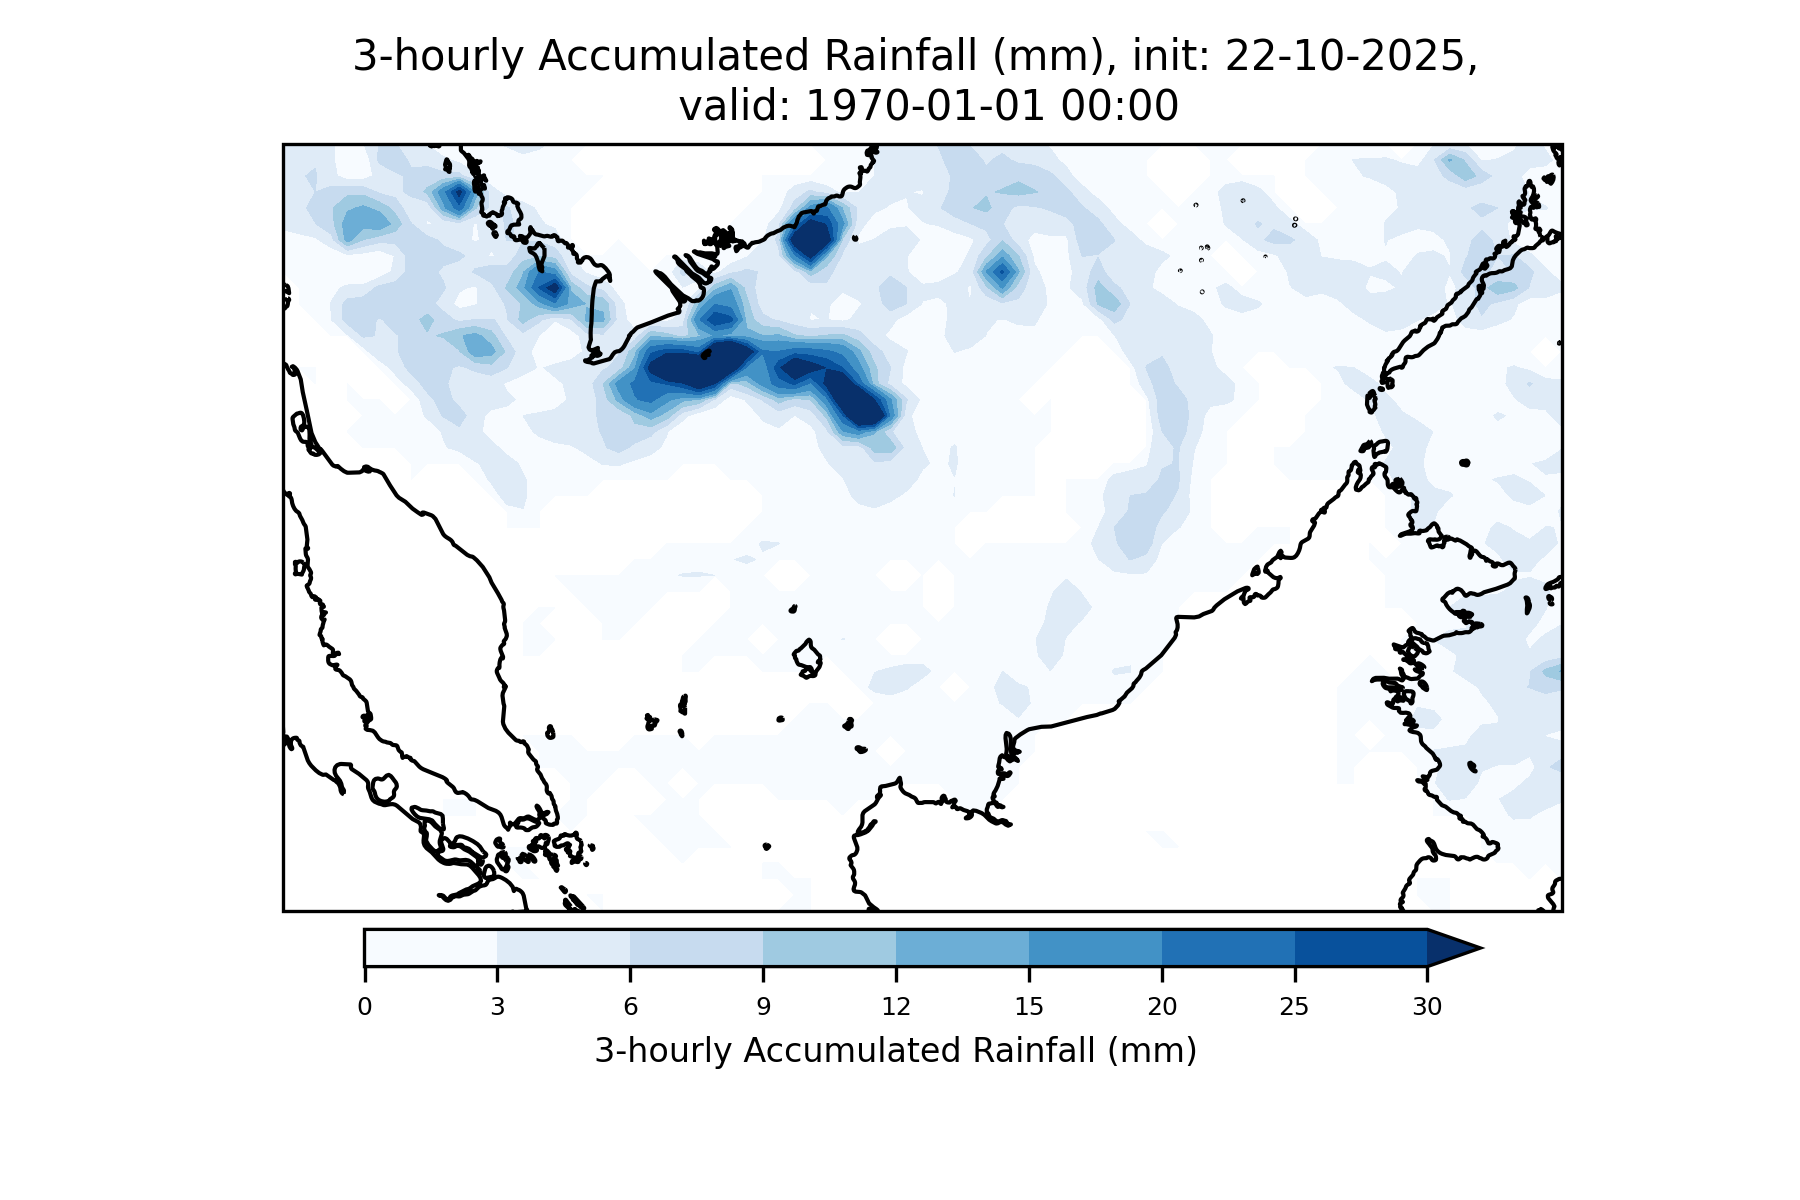 3-hourly Accumulated Rainfall (mm), init: 22-10-2025,
valid: 1970-01-01 00:00
0 3 6 9 12 15 20 25 30
3-hourly Accumulated Rainfall (mm)